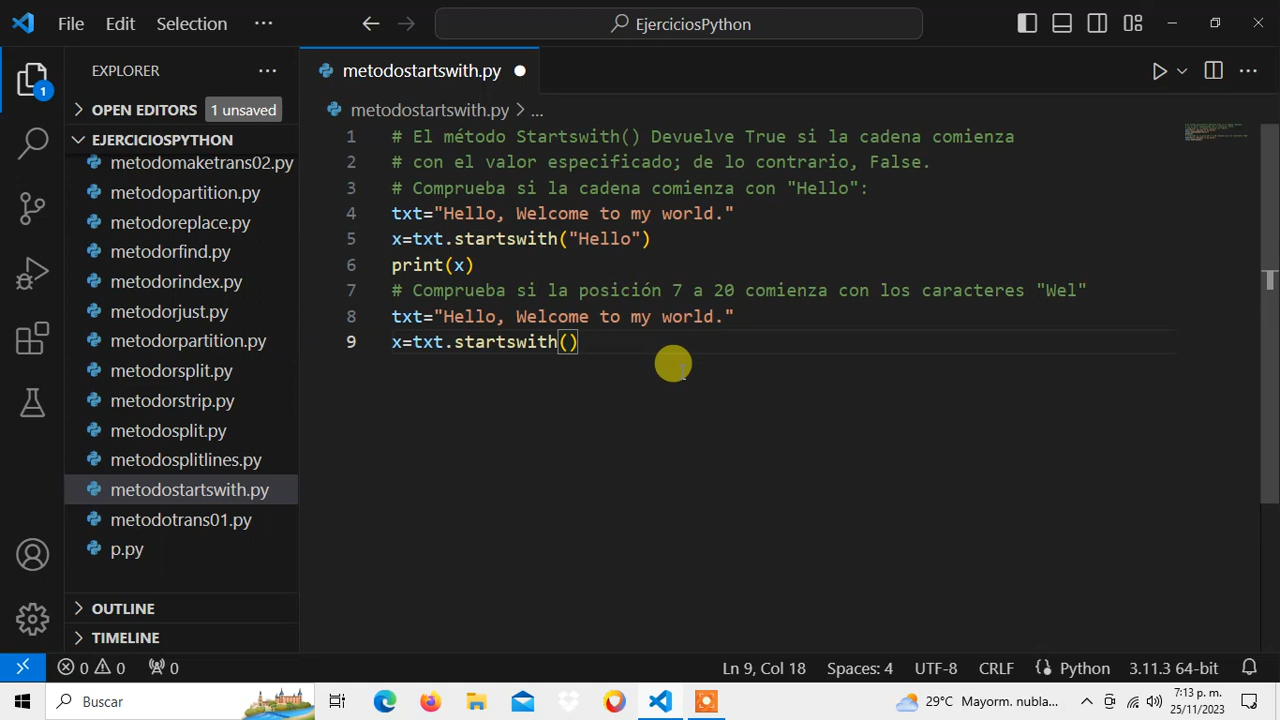 File Edit Selection ··· EjerciciosPython
EXPLORER ···
1
OPEN EDITORS 1 unsaved
EJERCICIOSPYTHON
metodomaketrans02.py
metodopartition.py
metodoreplace.py
metodorfind.py
metodorindex.py
metodorjust.py
metodorpartition.py
metodorsplit.py
metodorstrip.py
metodosplit.py
metodosplitlines.py
metodostartswith.py
metodotrans01.py
p.py
OUTLINE
TIMELINE
metodostartswith.py
metodostartswith.py > ...
1 # El método Startswith() Devuelve True si la cadena comienza
2 # con el valor especificado; de lo contrario, False.
3 # Comprueba si la cadena comienza con "Hello":
4 txt="Hello, Welcome to my world."
5 x=txt.startswith("Hello")
6 print(x)
7 # Comprueba si la posición 7 a 20 comienza con los caracteres "Wel"
8 txt="Hello, Welcome to my world."
9 x=txt.startswith()
0 0 0 Ln 9, Col 18 Spaces: 4 UTF-8 CRLF Python 3.11.3 64-bit
Buscar 29°C Mayorm. nubla... 7:13 p. m.
25/11/2023